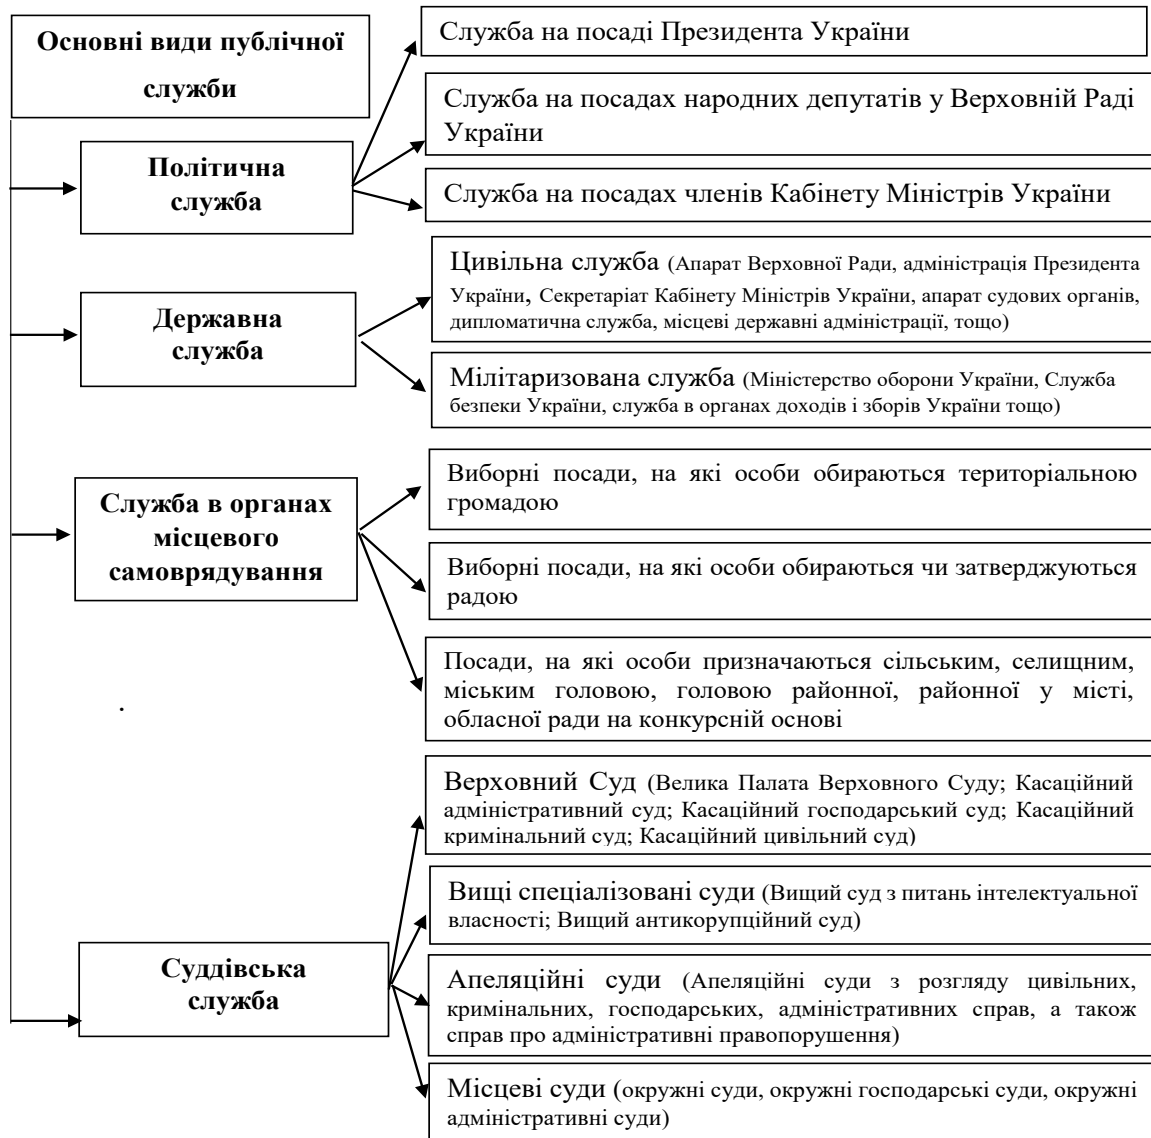 Основні види публічної
служби
Служба на посаді Президента України
Служба на посадах народних депутатів у Верховній Раді
України
Політична
служба
Служба на посадах членів Кабінету Міністрів України
Цивільна служба (Апарат Верховної Ради, адміністрація Президента
України, Секретаріат Кабінету Міністрів України, апарат судових органів,
дипломатична служба, місцеві державні адміністрації, тощо)
Державна
служба
Мілітаризована служба (Міністерство оборони України, Служба
безпеки України, служба в органах доходів і зборів України тощо)
Виборні посади, на які особи обираються територіальною
громадою
Служба в органах
місцевого
самоврядування
Виборні посади, на які особи обираються чи затверджуються
радою
Посади, на які особи призначаються сільським, селищним,
міським головою, головою районної, районної у місті,
обласної ради на конкурсній основі
.
Верховний Суд (Велика Палата Верховного Суду; Касаційний
адміністративний суд; Касаційний господарський суд; Касаційний
кримінальний суд; Касаційний цивільний суд)
Вищі спеціалізовані суди (Вищий суд з питань інтелектуальної
власності; Вищий антикорупційний суд)
Суддівська
служба
Апеляційні суди (Апеляційні суди з розгляду цивільних,
кримінальних, господарських, адміністративних справ, а також
справ про адміністративні правопорушення)
Місцеві суди (окружні суди, окружні господарські суди, окружні
адміністративні суди)